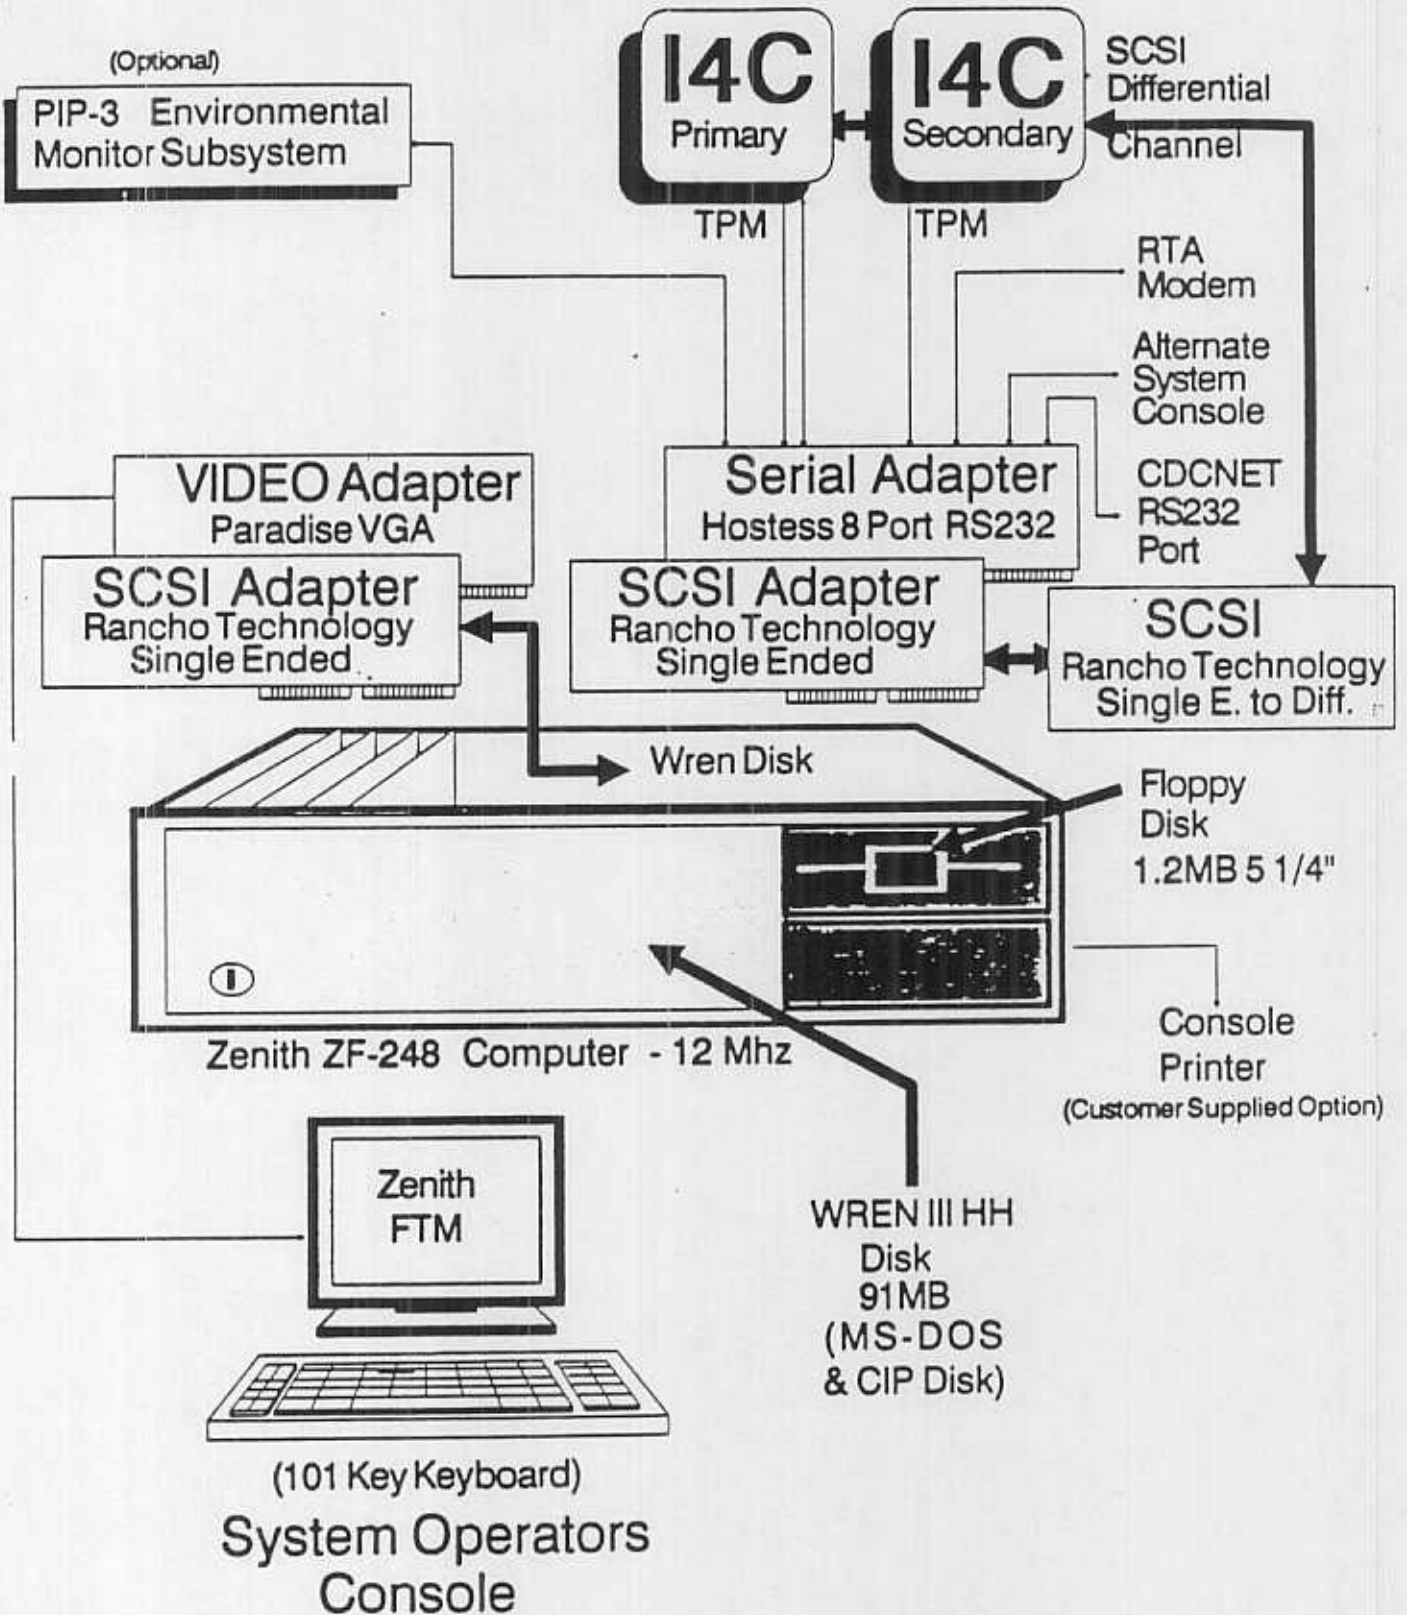 (Optional)
PIP-3 Environmental
Monitor Subsystem
I4C
Primary
I4C
Secondary
SCSI
Differential
Channel
TPM
TPM
RTA
Modem
Alternate
System
Console
CDCNET
RS232
Port
VIDEO Adapter
Paradise VGA
Serial Adapter
Hostess 8 Port RS232
SCSI Adapter
Rancho Technology
Single Ended
SCSI Adapter
Rancho Technology
Single Ended
SCSI
Rancho Technology
Single E. to Diff.
Wren Disk
Floppy
Disk
1.2MB 5 1/4"
Zenith ZF-248 Computer - 12 Mhz
Console
Printer
(Customer Supplied Option)
Zenith
FTM
WREN III HH
Disk
91MB
(MS-DOS
& CIP Disk)
(101 Key Keyboard)
System Operators
Console